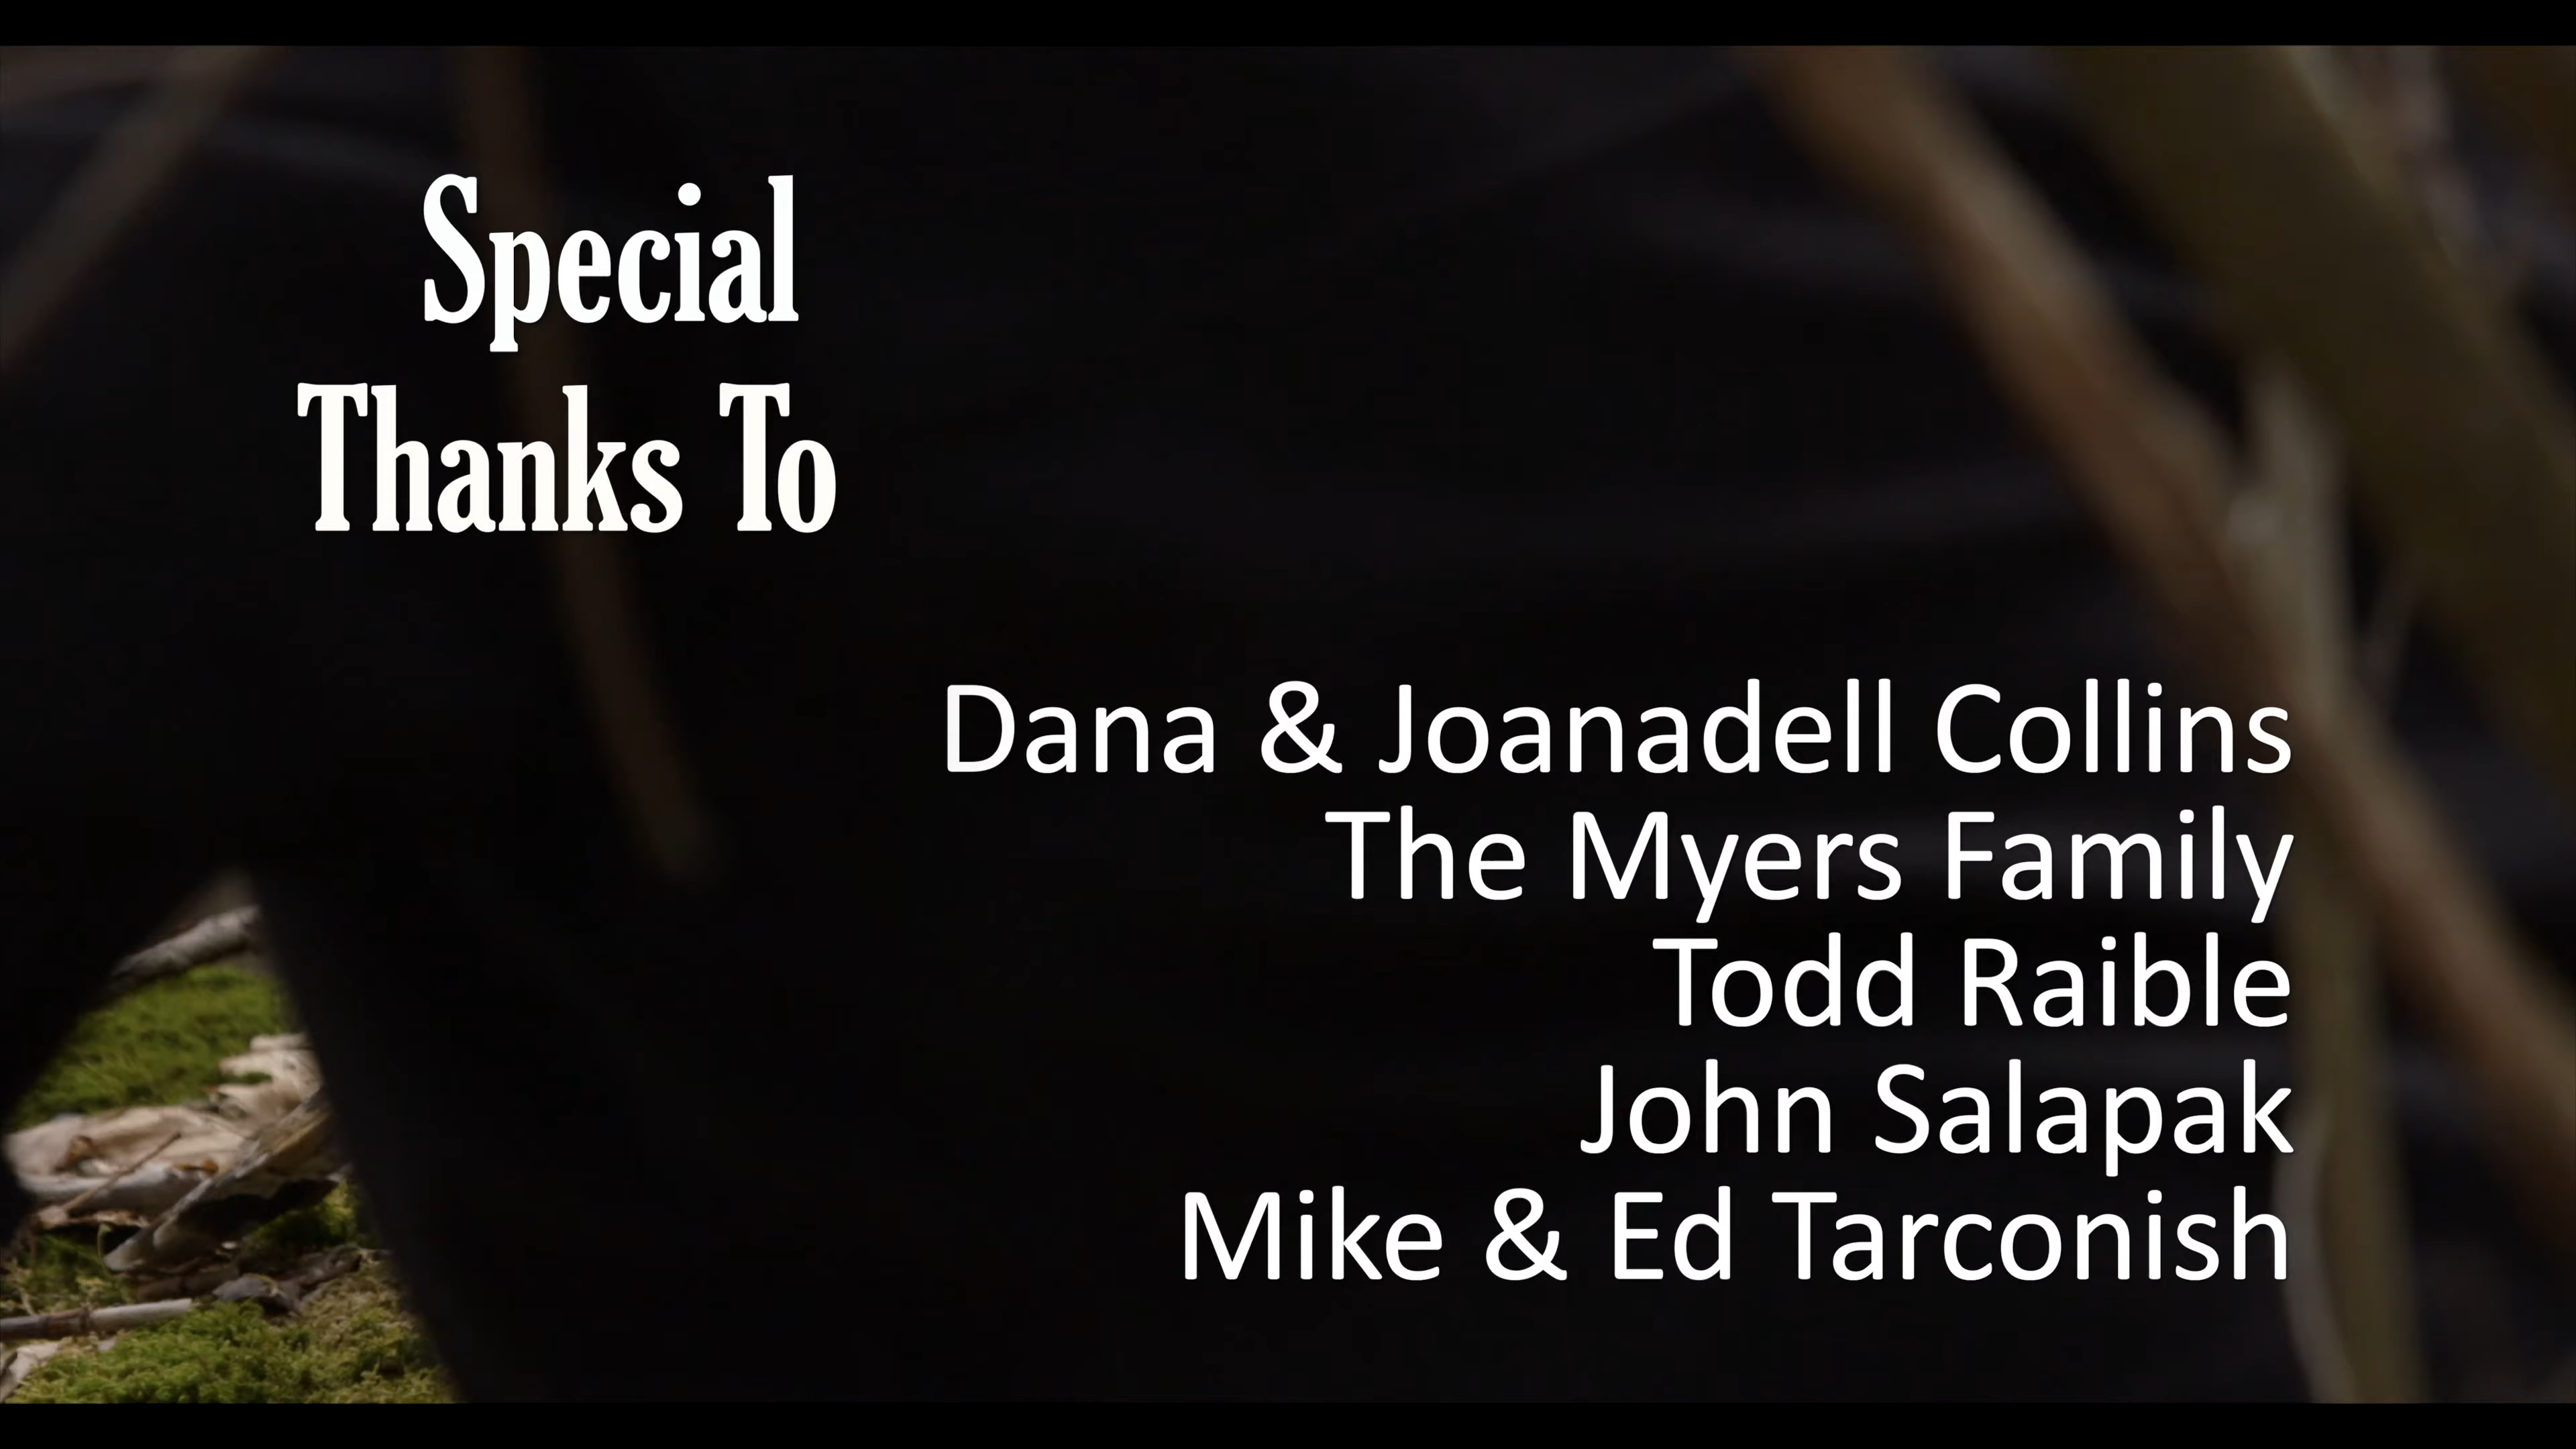 Special
Thanks To
Dana & Joanadell Collins
The Myers Family
Todd Raible
John Salapak
Mike & Ed Tarconish